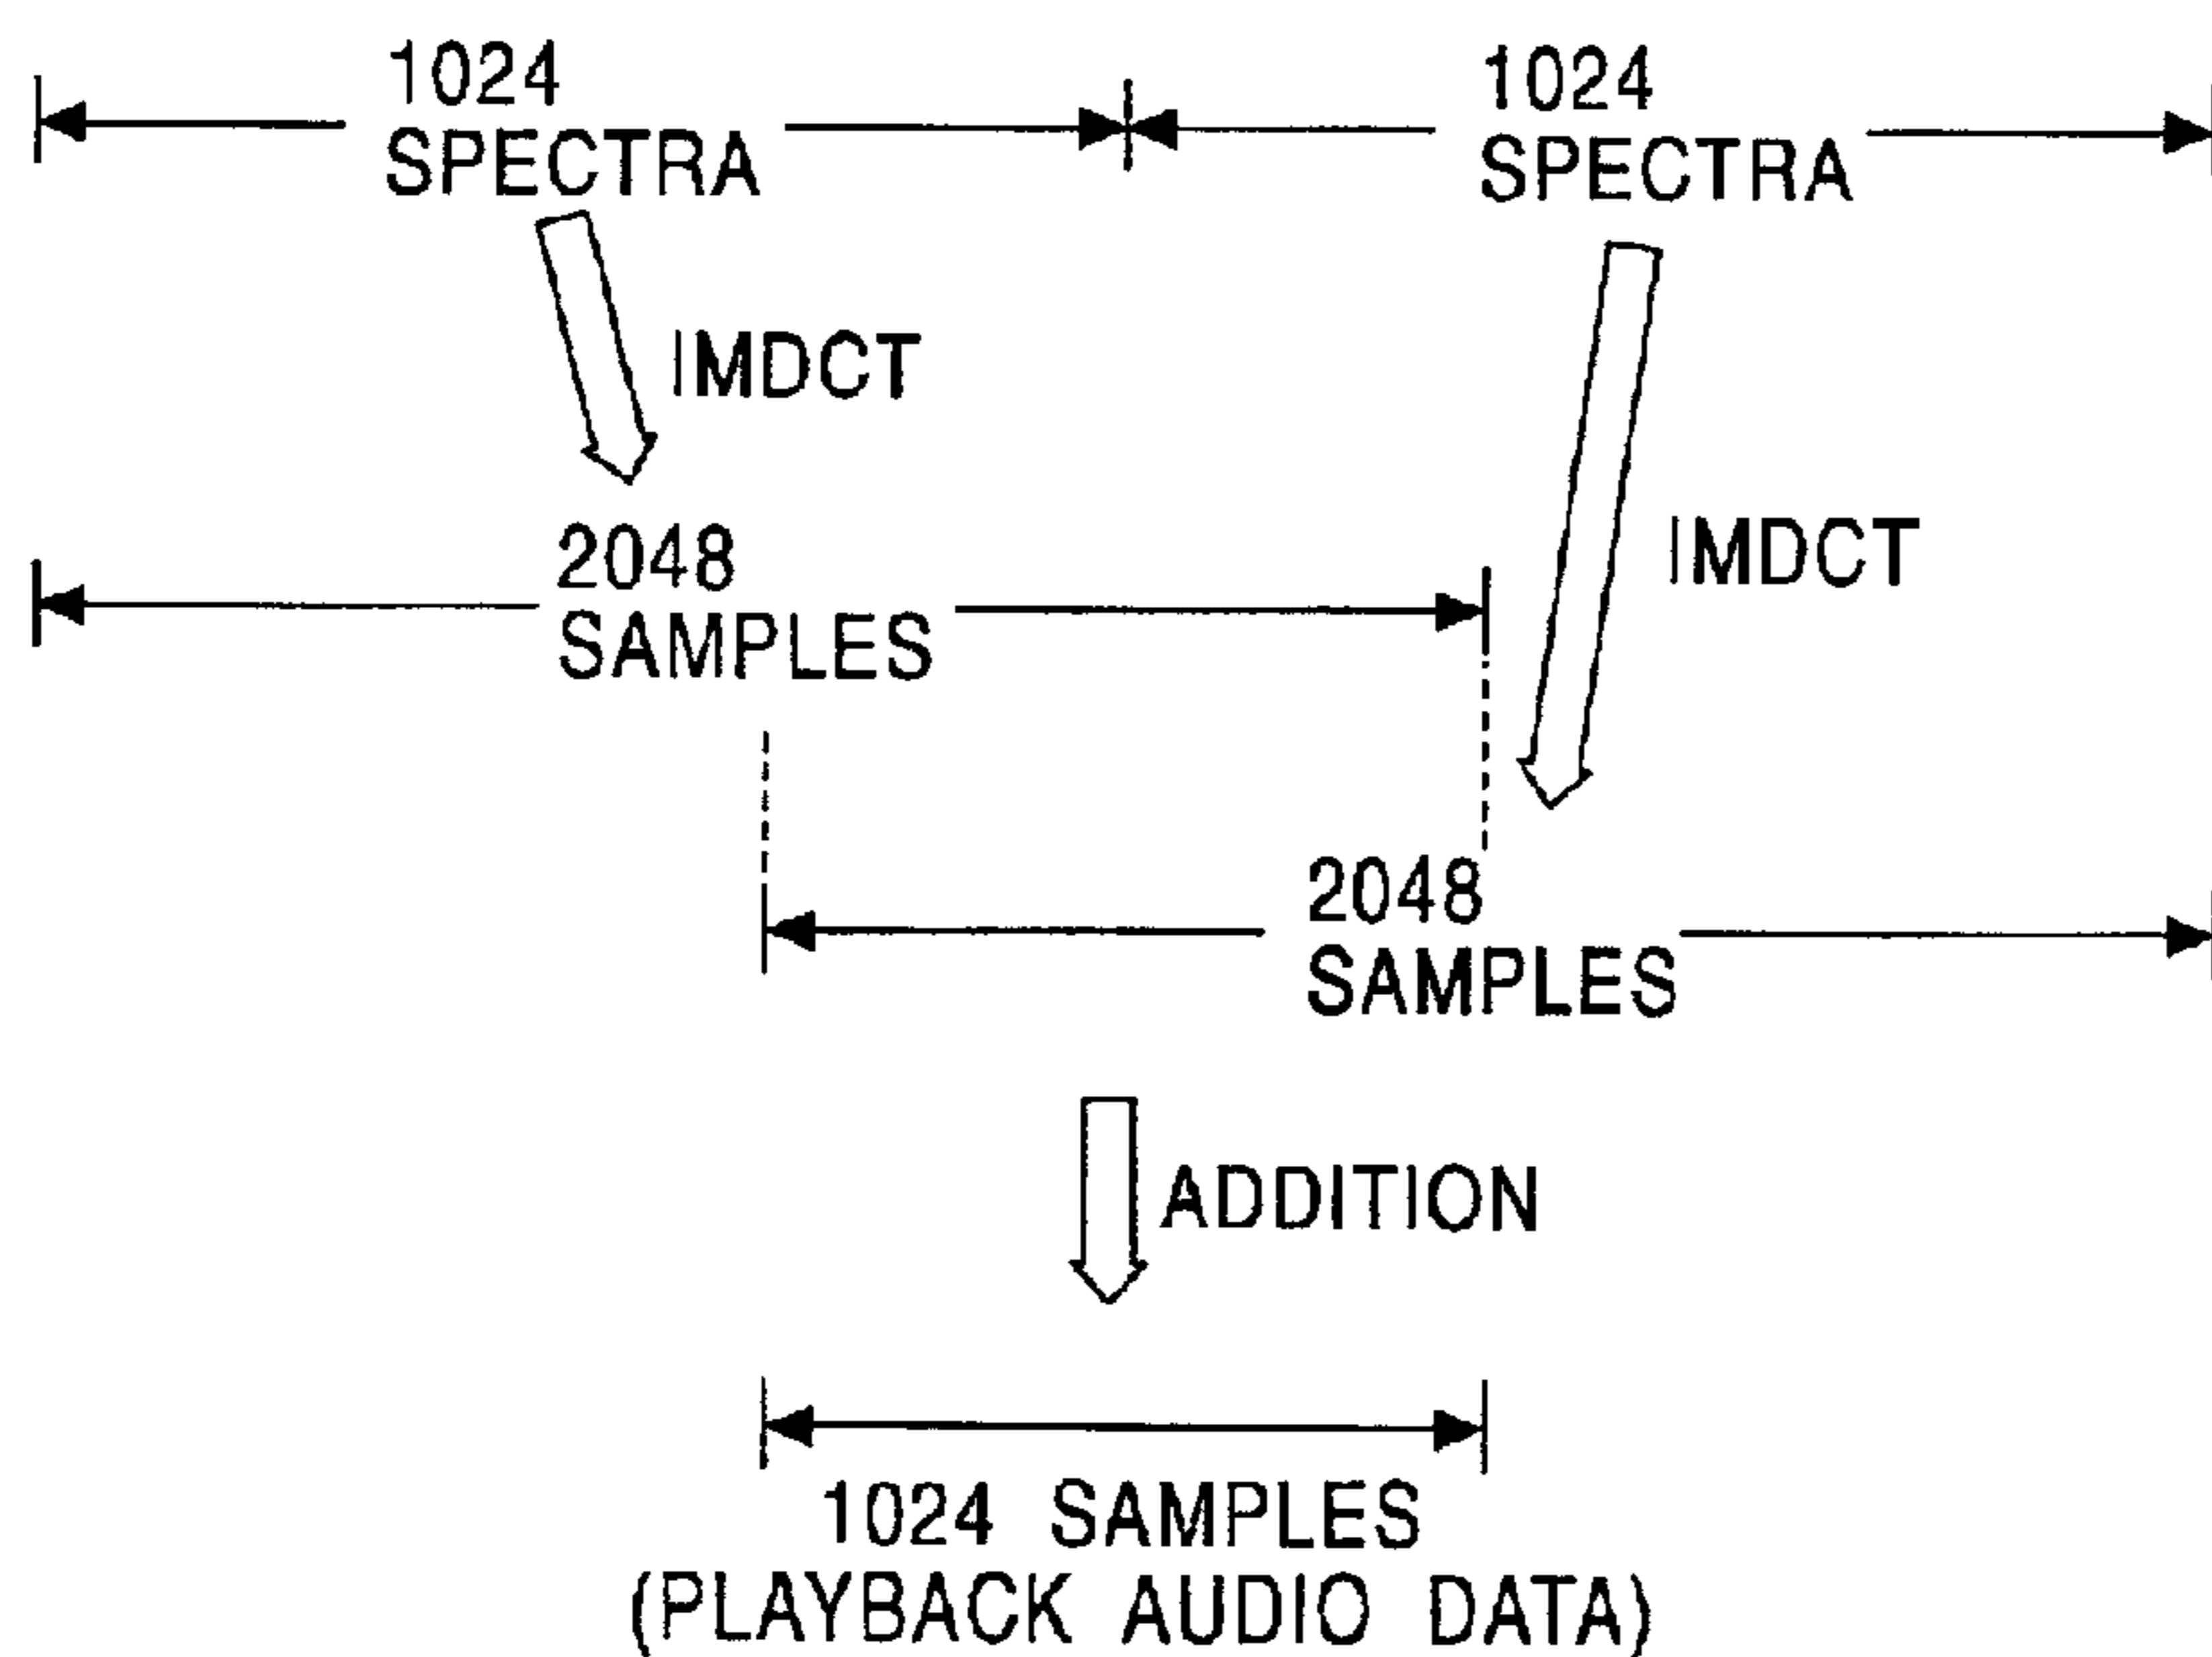 1024
SPECTRA
1024
SPECTRA
IMDCT
IMDCT
2048
SAMPLES
2048
SAMPLES
ADDITION
1024 SAMPLES
(PLAYBACK AUDIO DATA)